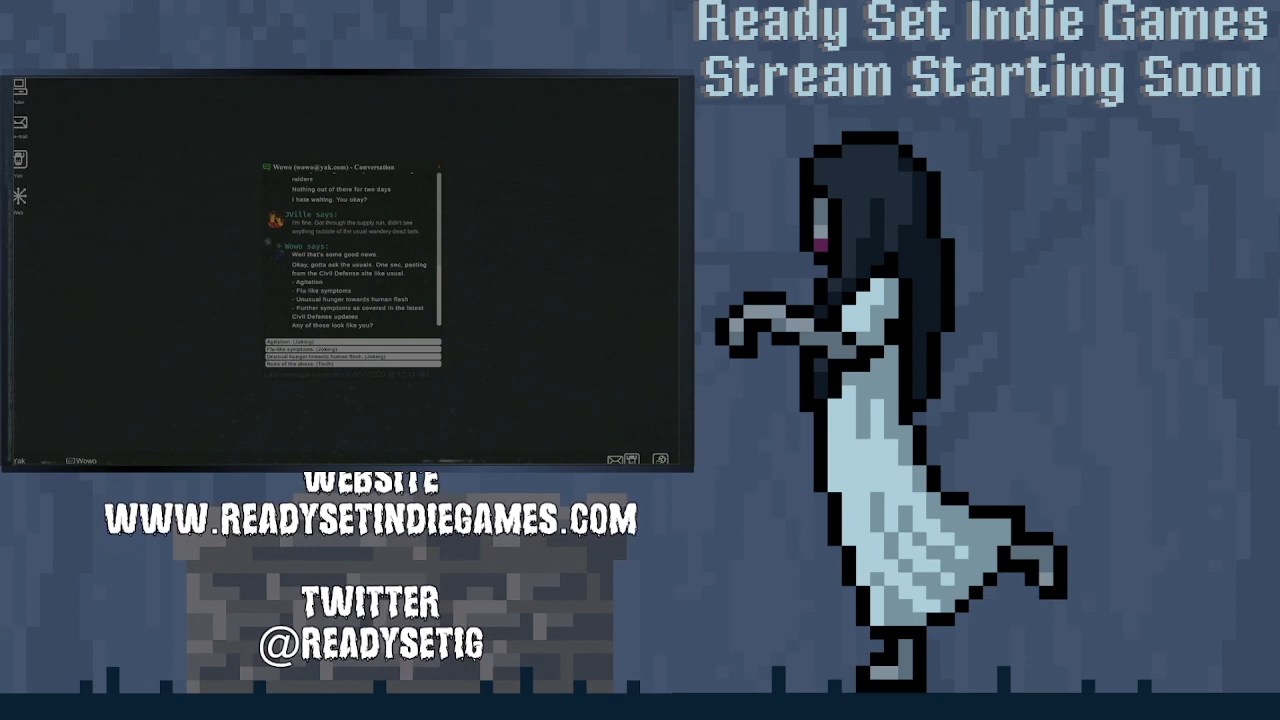 Ready Set Indie Games
Stream Starting Soon
e-mail
Yak
Web
Wowo (wowo@yak.com) - Conversation
raiders
Nothing out of there for two days
I hate waiting. You okay?
JVille says:
I'm fine. Got through the supply run, didn't see
anything outside of the usual wandery dead fads.
Wowo says:
Well that's some good news.
Okay, gotta ask the usuals. One sec, pasting
from the Civil Defense site like usual.
- Agitation
- Flu like symptoms
- Unusual hunger towards human flesh
- Further symptoms as covered in the latest
Civil Defense updates
Any of those look like you?
Agitation. (Joking)
Flu-like symptoms. (Joking)
Unusual hunger towards human flesh. (Joking)
None of the above. (Truth)
Yak
Wowo
WEBSITE
WWW.READYSETINDIEGAMES.COM
TWITTER
@READYSETIG